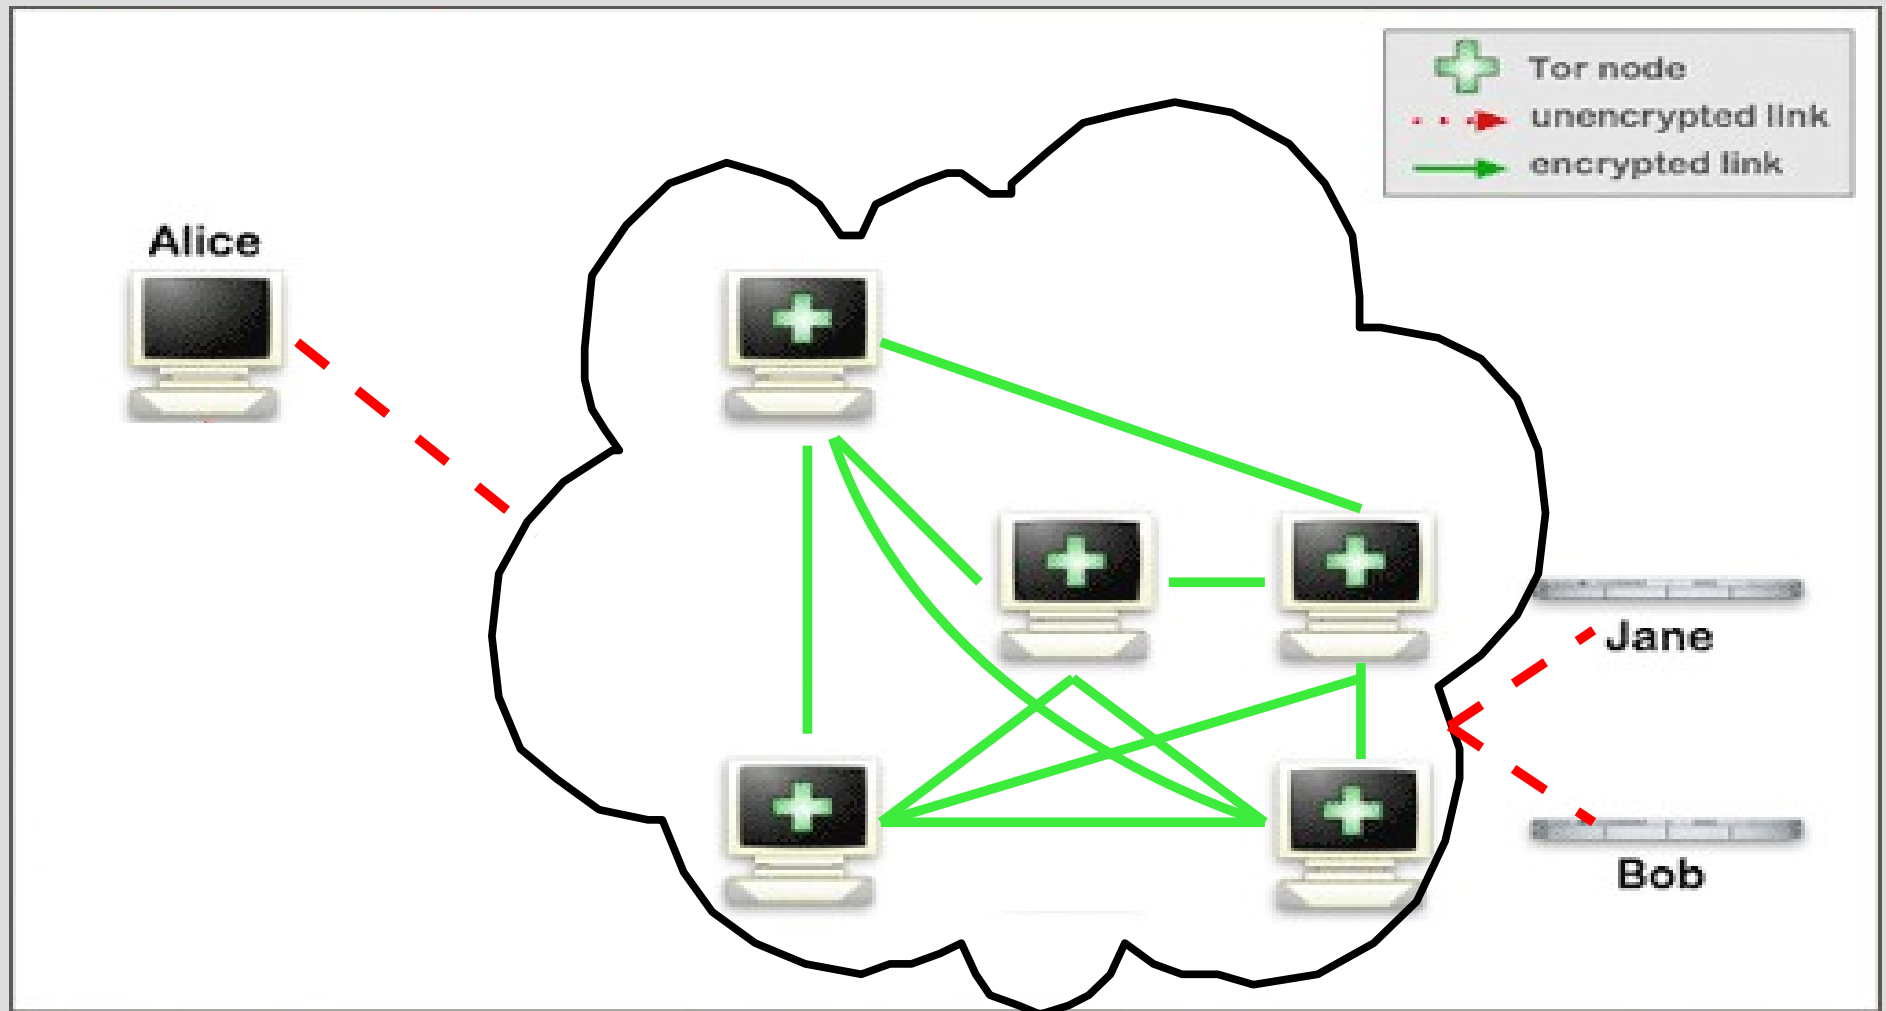 Tor node
unencrypted link
encrypted link
Alice
Jane
Bob